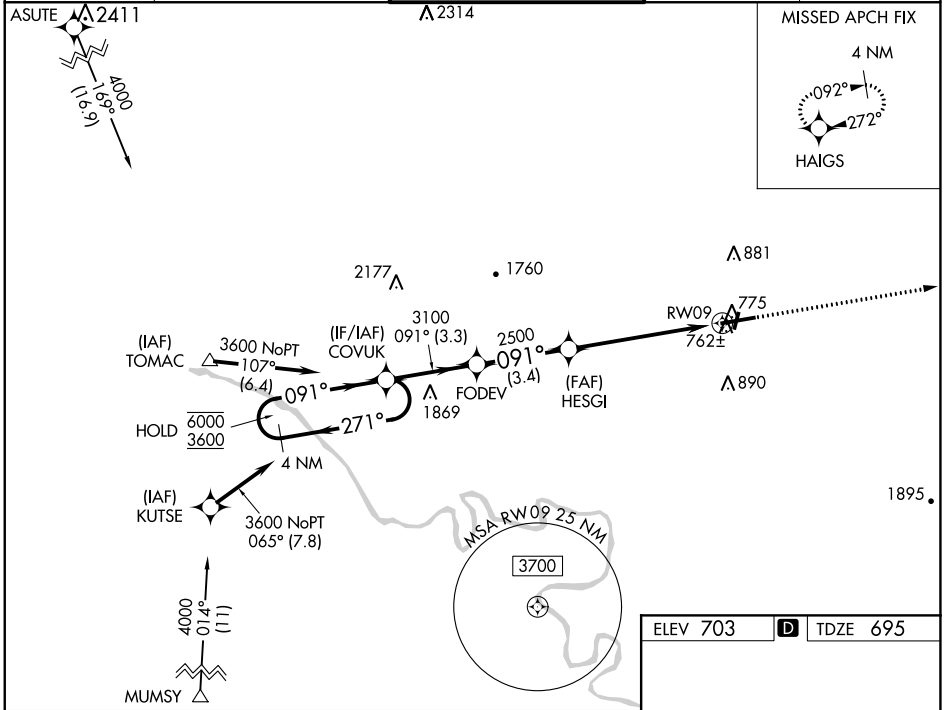 ASUTE
2411
2314
4000
169°
(16.9)
MISSED APCH FIX
4 NM
092°
272°
HAIGS
2177
1760
881
775
RW09
762±
(IAF)
TOMAC
3600 NoPT
107°
(6.4)
(IF/IAF)
COVUK
3100
091° (3.3)
2500
091°
(3.4)
FODEV
(FAF)
HESGI
890
091°
1869
HOLD
6000
3600
271°
4 NM
(IAF)
KUTSE
3600 NoPT
065° (7.8)
1895
MSA RW09 25 NM
3700
4000
014°
(11)
MUMSY
ELEV 703
D
TDZE 695